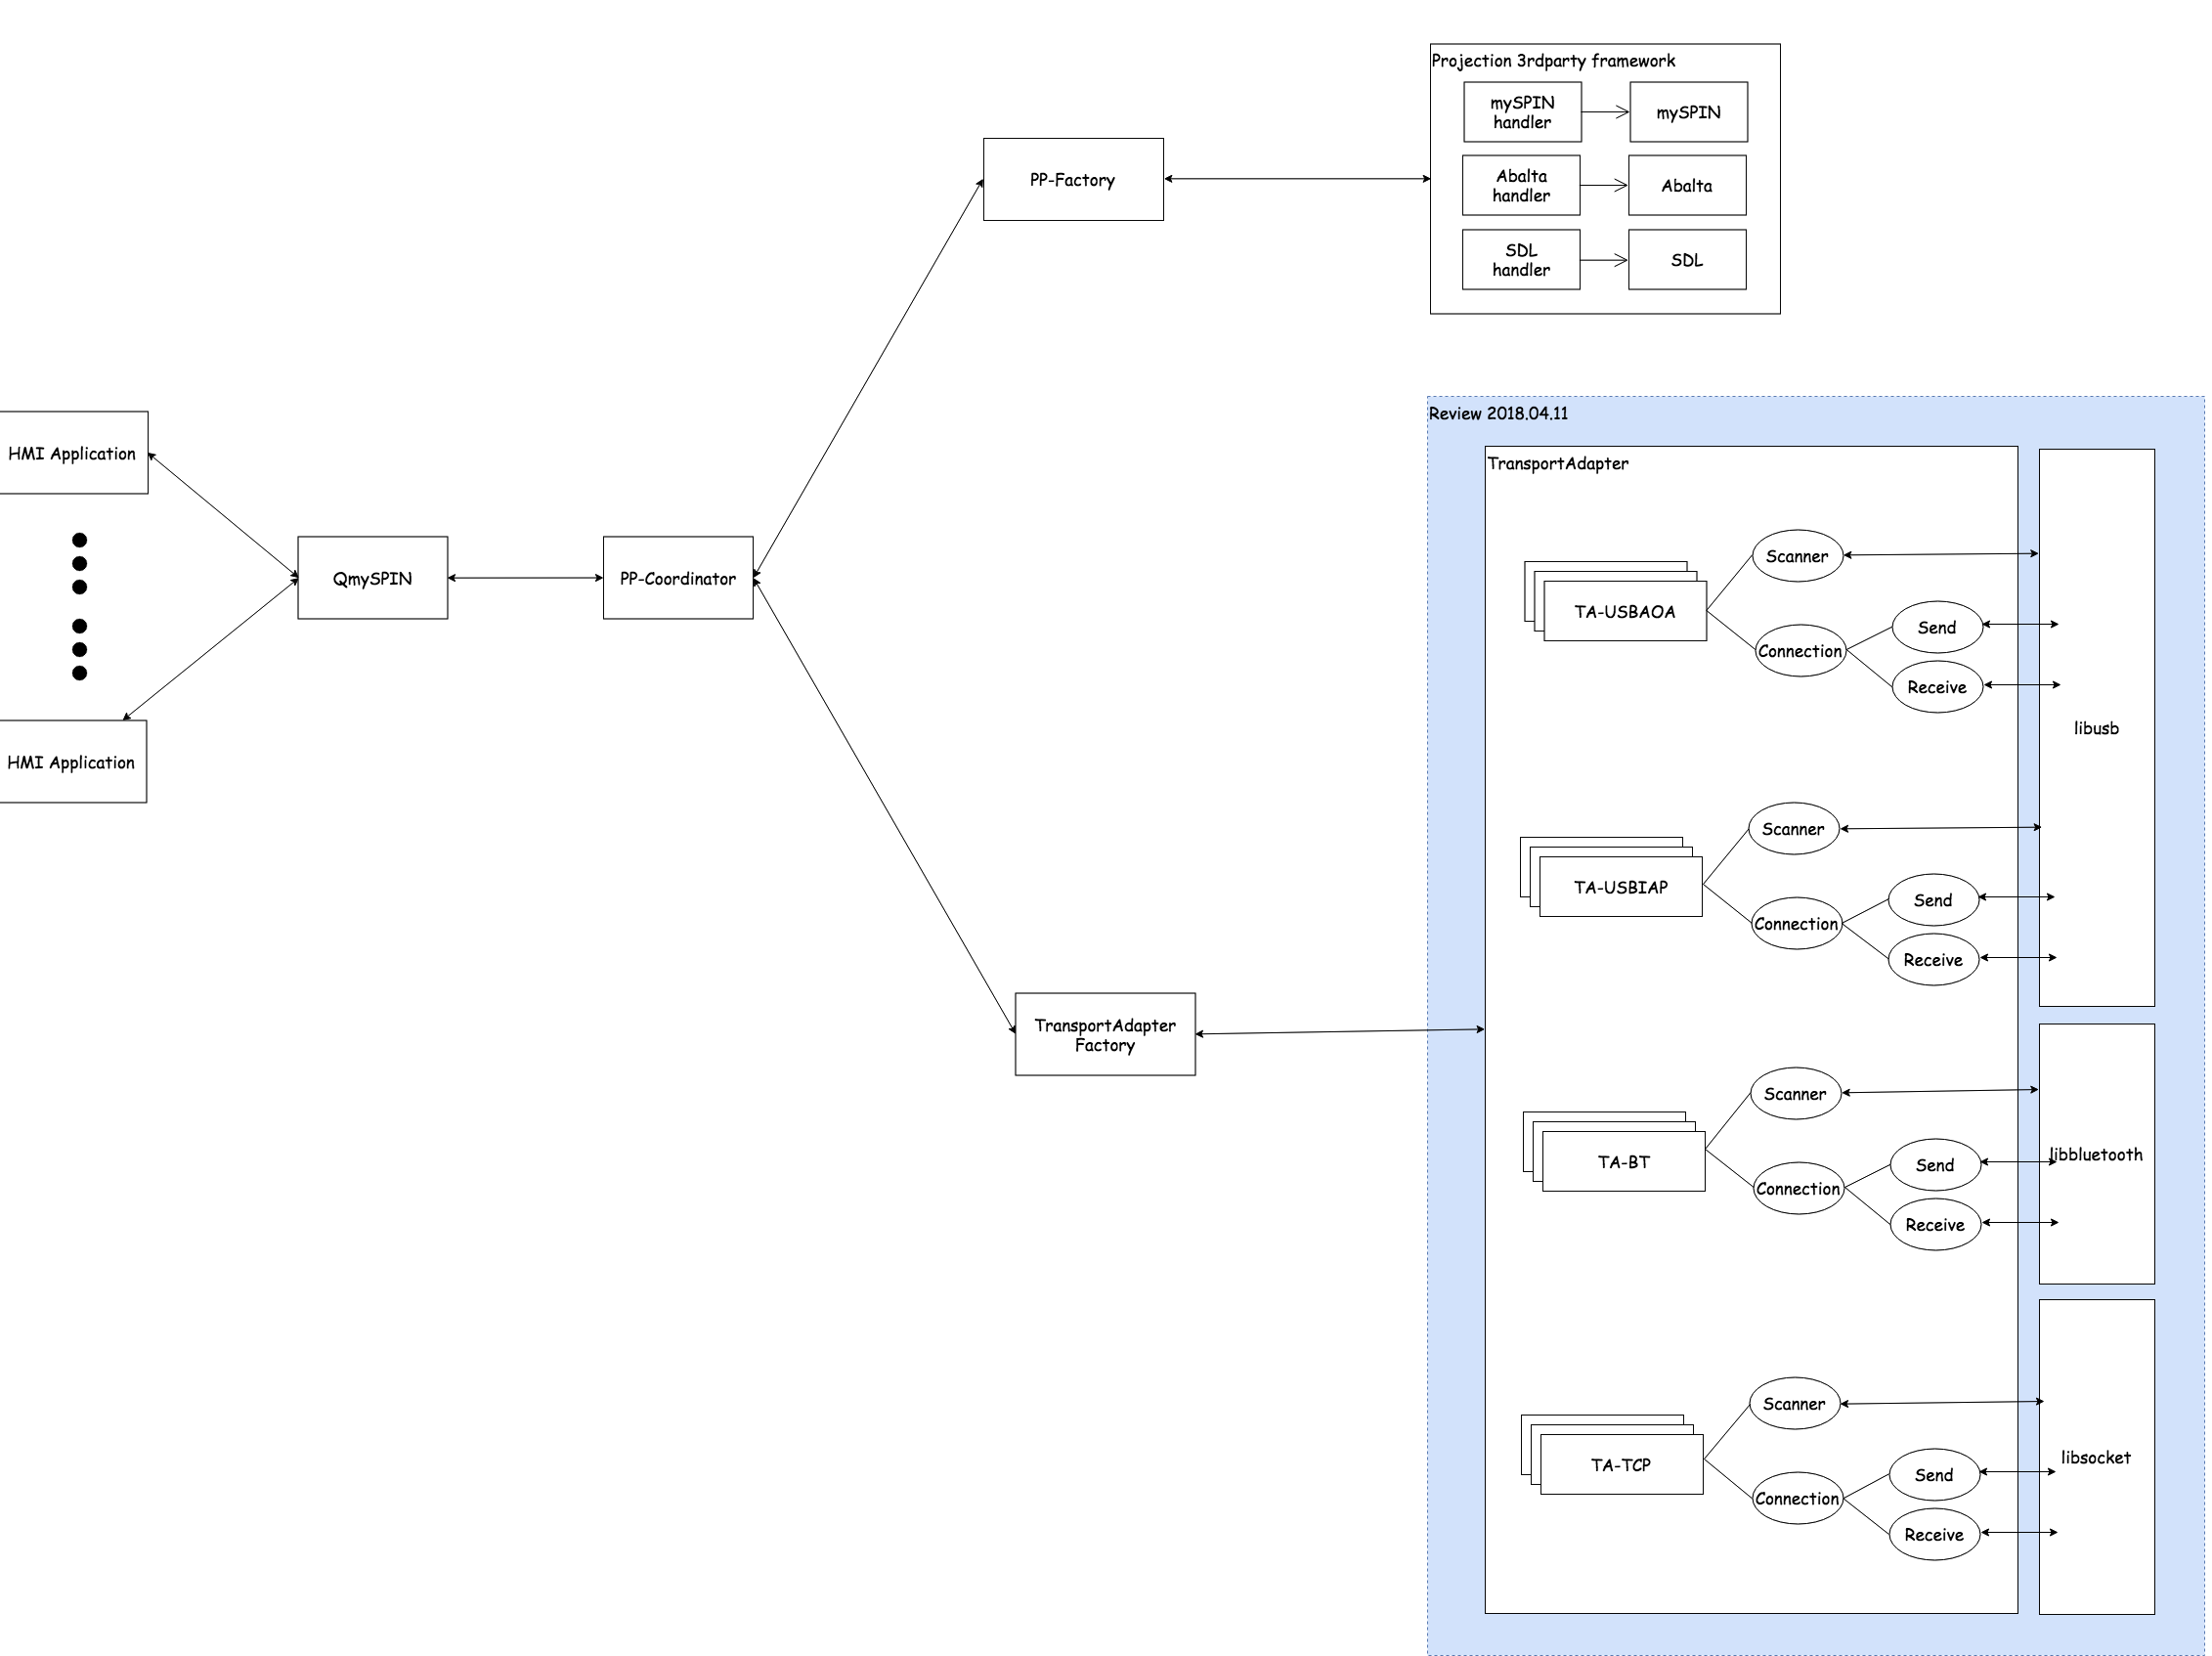 Projection 3rdparty framework
mySPIN
handler
mySPIN
Abalta
handler
Abalta
SDL
handler
SDL
PP-Factory
HMI Application
QmySPIN
PP-Coordinator
HMI Application
TransportAdapter
Factory
Review 2018.04.11
TransportAdapter
TA-USBAOA
Scanner
Connection
Send
Receive
libusb
TA-USBIAP
Scanner
Connection
Send
Receive
TA-BT
Scanner
Connection
Send
Receive
libbluetooth
TA-TCP
Scanner
Connection
Send
Receive
libsocket